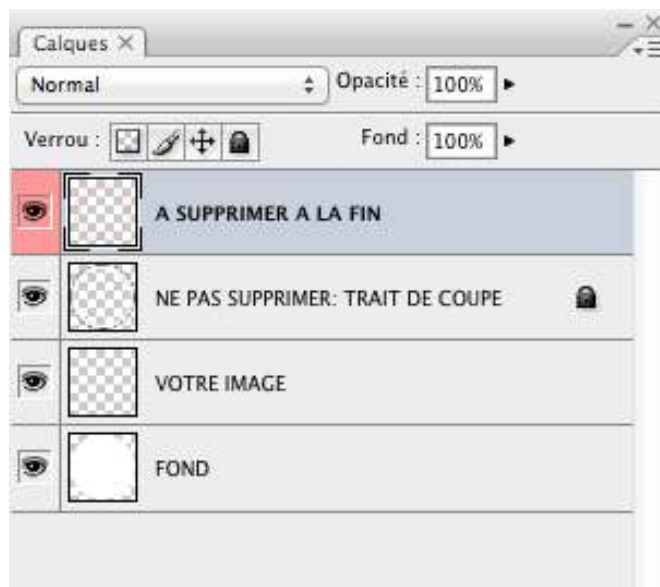 Calques
Normal Opacité : 100%
Verrou : Fond : 100%
A SUPPRIMER A LA FIN
NE PAS SUPPRIMER: TRAIT DE COUPE
VOTRE IMAGE
FOND